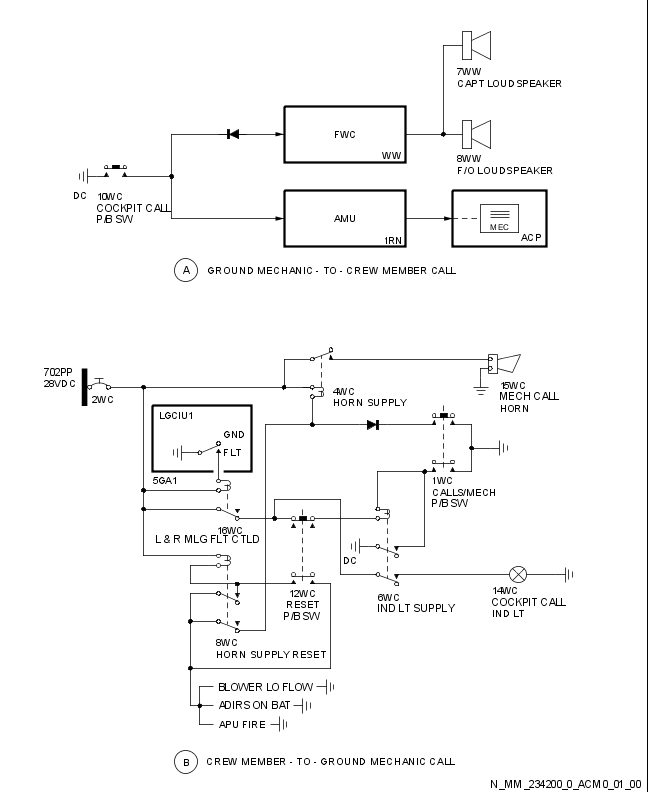 7WW
CAPT LOUDSPEAKER
FWC
WW
8WW
F/O LOUDSPEAKER
DC
10WC
COCKPIT CALL
P/B SW
AMU
1RN
MEC
ACP
A GROUND MECHANIC - TO - CREW MEMBER CALL
702PP
28VDC
2WC
4WC
HORN SUPPLY
15WC
MECH CALL
HORN
LGCIU1
GND
FLT
5GA1
1WC
CALLS/MECH
P/B SW
16WC
L & R MLG FLT CTLD
DC
12WC
RESET
P/B SW
6WC
IND LT SUPPLY
14WC
COCKPIT CALL
IND LT
8WC
HORN SUPPLY RESET
BLOWER LO FLOW
ADIRS ON BAT
APU FIRE
B CREW MEMBER - TO - GROUND MECHANIC CALL
N_MM_234200_0_ACM0_01_00